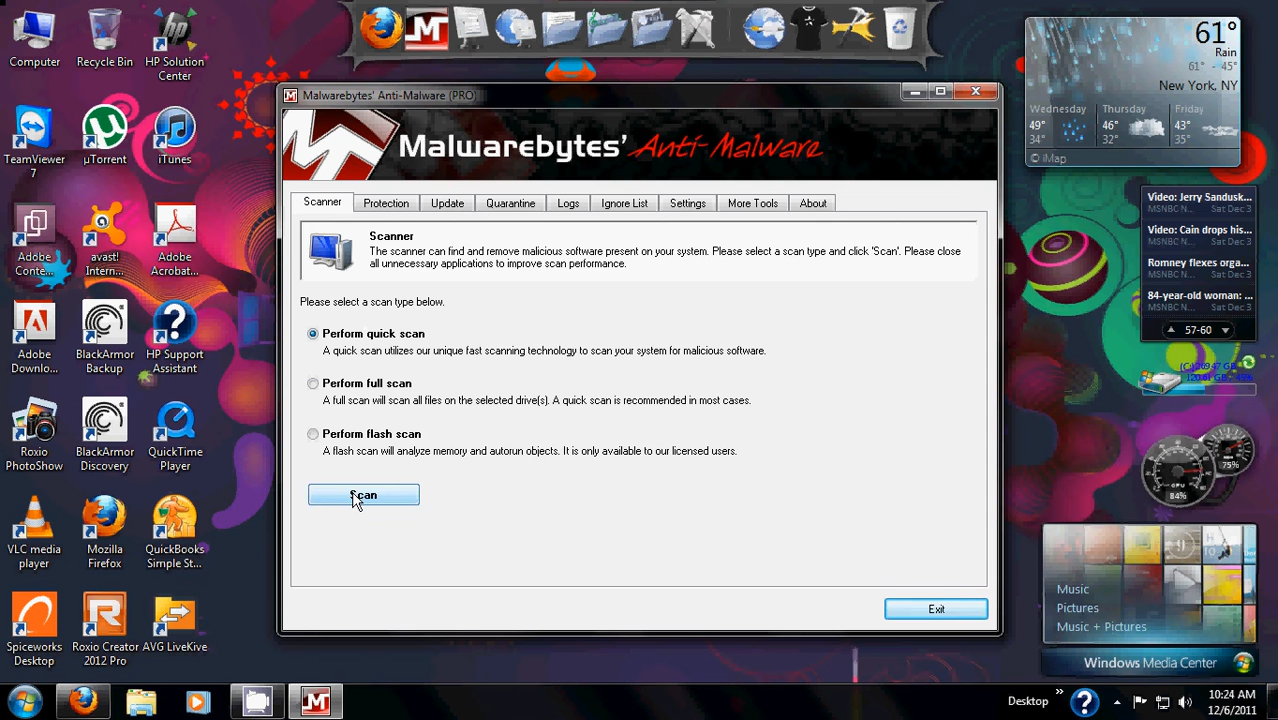 Computer
Recycle Bin
HP Solution
Center
TeamViewer
7
µTorrent
iTunes
Adobe
Conte...
avast!
Intern...
Adobe
Acrobat...
Adobe
Downlo...
BlackArmor
Backup
HP Support
Assistant
Roxio
PhotoShow
BlackArmor
Discovery
QuickTime
Player
VLC media
player
Mozilla
Firefox
QuickBooks
Simple St...
Spiceworks
Desktop
Roxio Creator
2012 Pro
AVG LiveKive
Malwarebytes' Anti-Malware (PRO)
Malwarebytes' Anti-Malware
Scanner
Protection
Update
Quarantine
Logs
Ignore List
Settings
More Tools
About
Scanner
The scanner can find and remove malicious software present on your system. Please select a scan type and click 'Scan'. Please close
all unnecessary applications to improve scan performance.
Please select a scan type below.
Perform quick scan
A quick scan utilizes our unique fast scanning technology to scan your system for malicious software.
Perform full scan
A full scan will scan all files on the selected drive(s). A quick scan is recommended in most cases.
Perform flash scan
A flash scan will analyze memory and autorun objects. It is only available to our licensed users.
Scan
Exit
61°
Rain
61° - 45°
New York, NY
Wednesday
49°
34°
Thursday
46°
32°
Friday
43°
35°
© iMap
Video: Jerry Sandusk...
MSNBC N... Sat Dec 3
Video: Cain drops his...
MSNBC N... Sat Dec 3
Romney flexes orga...
MSNBC N... Sat Dec 3
84-year-old woman: ...
MSNBC N... Sat Dec 3
57-60
75%
CPU
84%
Music
Pictures
Music + Pictures
Windows Media Center
Desktop
10:24 AM
12/6/2011